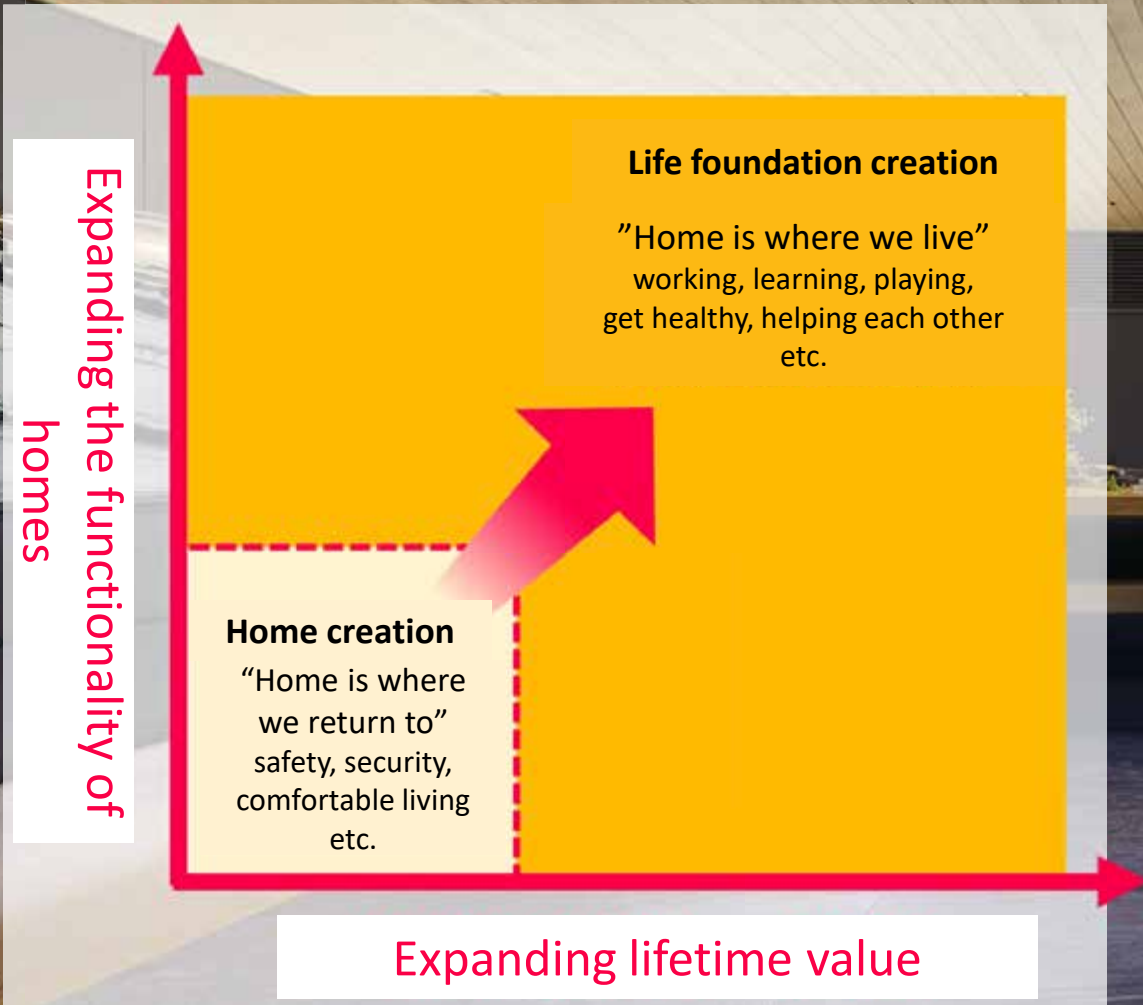 Expanding the functionality of
homes
Life foundation creation
”Home is where we live”
working, learning, playing,
get healthy, helping each other
etc.
Home creation
“Home is where
we return to”
safety, security,
comfortable living
etc.
Expanding lifetime value